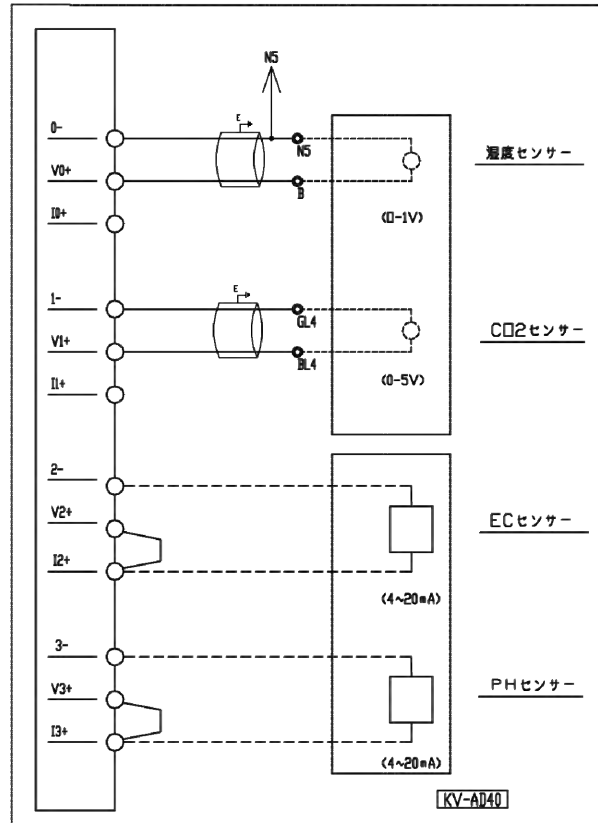 N5
E
0-
N5
湿度センサー
V0+
B
I0+
(0-1V)
E
1-
GL4
CO2センサー
V1+
BL4
I1+
(0-5V)
2-
V2+
ECセンサー
I2+
(4~20mA)
3-
V3+
PHセンサー
I3+
(4~20mA)
KV-AD40